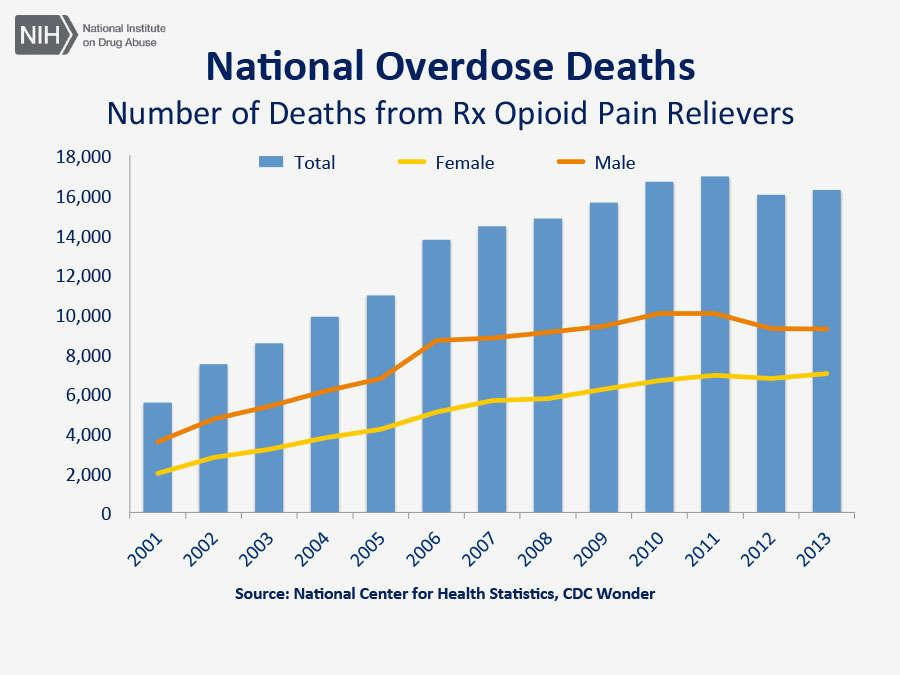 NIH
National Institute
on Drug Abuse
National Overdose Deaths
Number of Deaths from Rx Opioid Pain Relievers
Total Female Male
18,000
16,000
14,000
12,000
10,000
8,000
6,000
4,000
2,000
0
2001 2002 2003 2004 2005 2006 2007 2008 2009 2010 2011 2012 2013
Source: National Center for Health Statistics, CDC Wonder